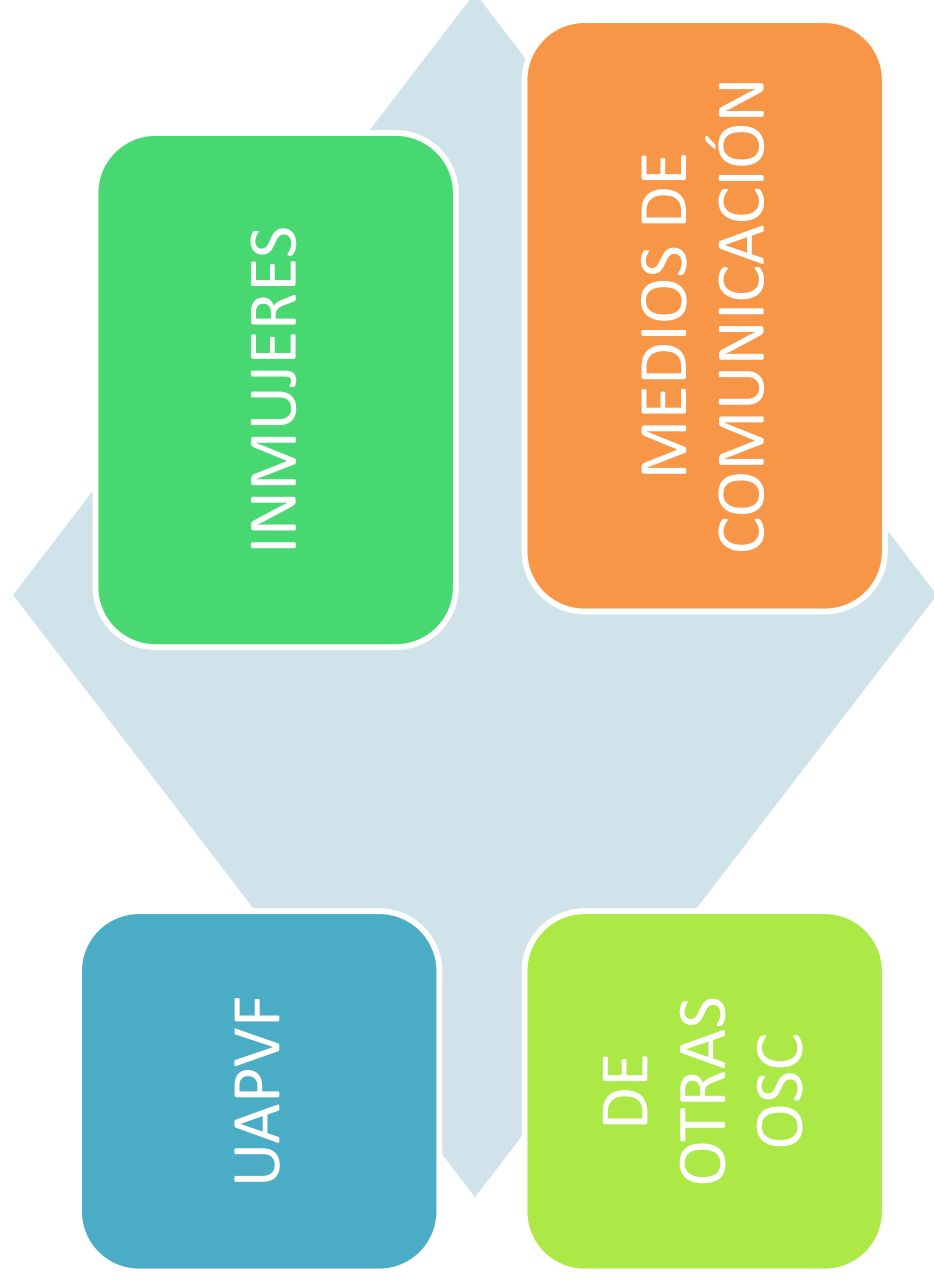 UAPVF
INMUJERES
DE
OTRAS
OSC
MEDIOS DE
COMUNICACIÓN